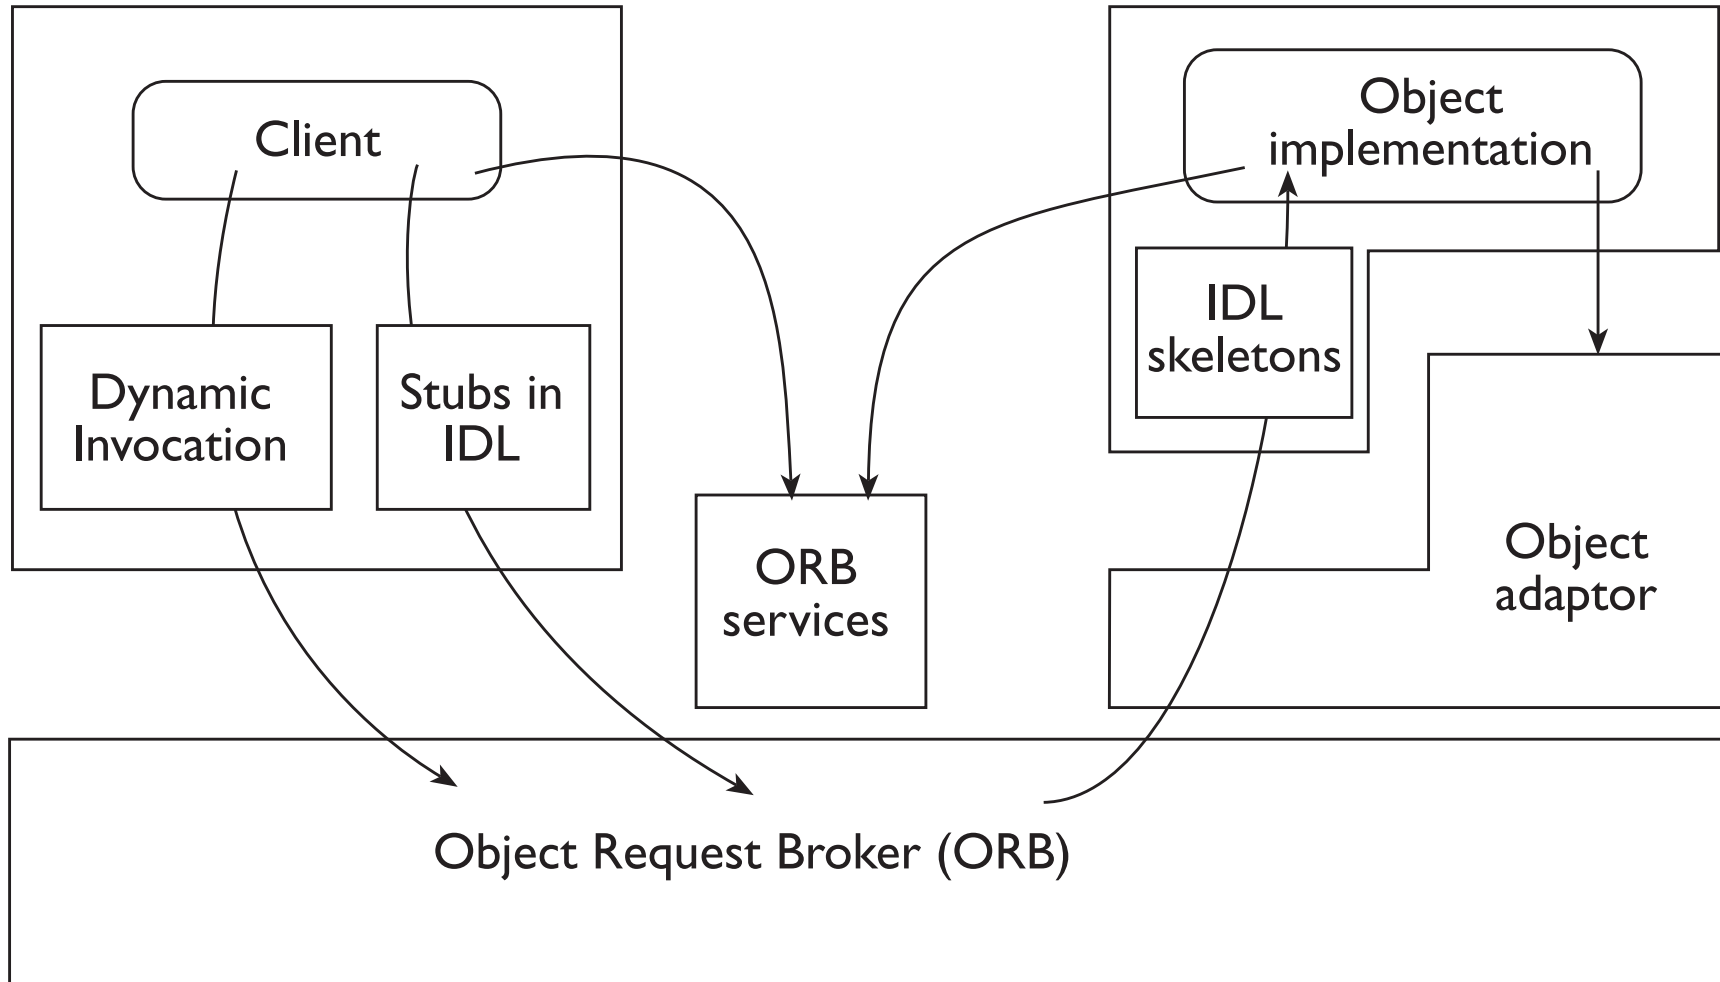 Client
Object
implementation
IDL
skeletons
Dynamic
Invocation
Stubs in
IDL
ORB
services
Object
adaptor
Object Request Broker (ORB)